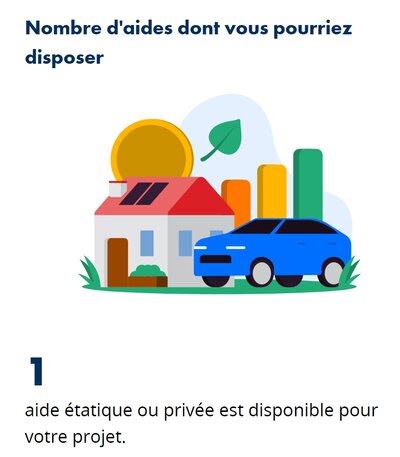 Nombre d'aides dont vous pourriez
disposer
1
aide étatique ou privée est disponible pour
votre projet.